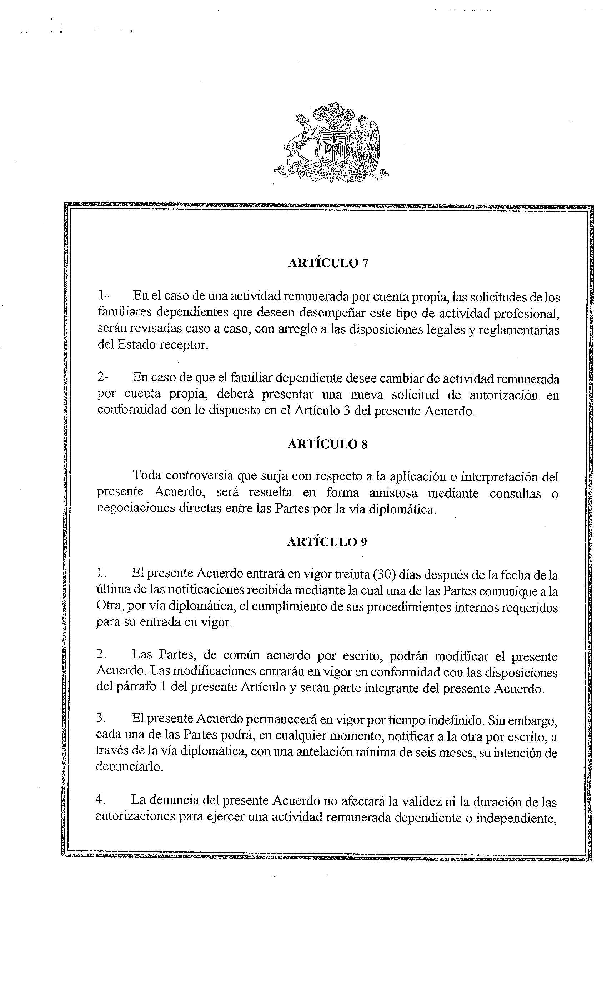 POR LA RAZON O LA FUERZA
ARTÍCULO 7
1- En el caso de una actividad remunerada por cuenta propia, las solicitudes de los
familiares dependientes que deseen desempeñar este tipo de actividad profesional,
serán revisadas caso a caso, con arreglo a las disposiciones legales y reglamentarias
del Estado receptor.
2- En caso de que el familiar dependiente desee cambiar de actividad remunerada
por cuenta propia, deberá presentar una nueva solicitud de autorización en
conformidad con lo dispuesto en el Artículo 3 del presente Acuerdo.
ARTÍCULO 8
Toda controversia que surja con respecto a la aplicación o interpretación del
presente Acuerdo, será resuelta en forma amistosa mediante consultas o
negociaciones directas entre las Partes por la vía diplomática.
ARTÍCULO 9
1. El presente Acuerdo entrará en vigor treinta (30) días después de la fecha de la
última de las notificaciones recibida mediante la cual una de las Partes comunique a la
Otra, por vía diplomática, el cumplimiento de sus procedimientos internos requeridos
para su entrada en vigor.
2. Las Partes, de común acuerdo por escrito, podrán modificar el presente
Acuerdo. Las modificaciones entrarán en vigor en conformidad con las disposiciones
del párrafo 1 del presente Artículo y serán parte integrante del presente Acuerdo.
3. El presente Acuerdo permanecerá en vigor por tiempo indefinido. Sin embargo,
cada una de las Partes podrá, en cualquier momento, notificar a la otra por escrito, a
través de la vía diplomática, con una antelación mínima de seis meses, su intención de
denunciarlo.
4. La denuncia del presente Acuerdo no afectará la validez ni la duración de las
autorizaciones para ejercer una actividad remunerada dependiente o independiente,